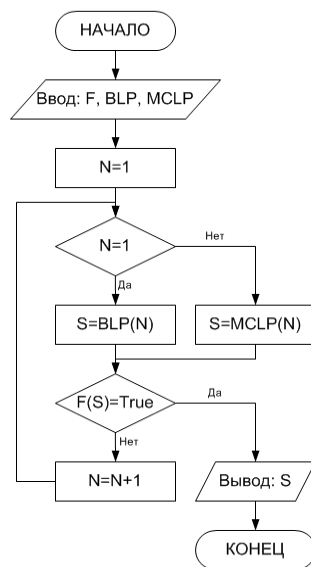 НАЧАЛО
Ввод: F, BLP, MCLP
N=1
N=1
Нет
Да
S=BLP(N)
S=MCLP(N)
F(S)=True
Да
Нет
N=N+1
Вывод: S
КОНЕЦ